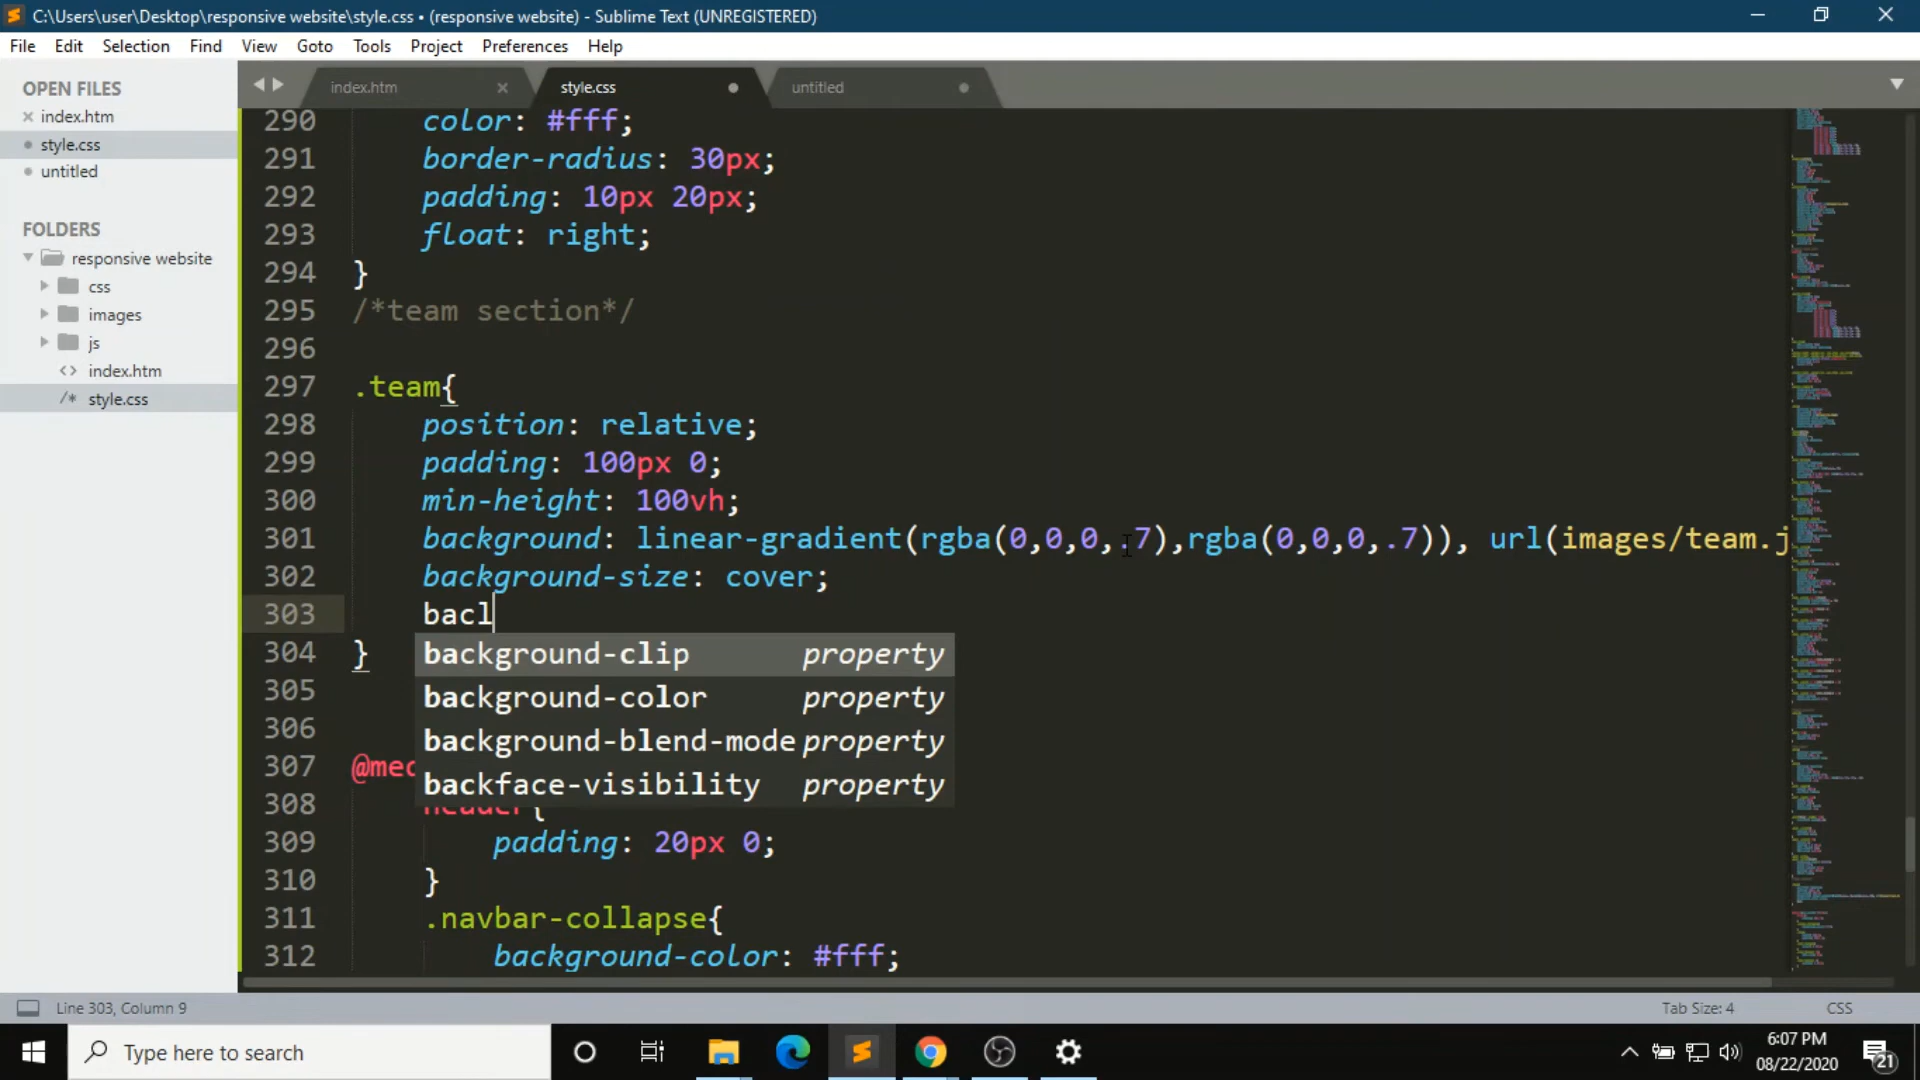 C:\Users\user\Desktop\responsive website\style.css • (responsive website) - Sublime Text (UNREGISTERED)
File Edit Selection Find View Goto Tools Project Preferences Help
OPEN FILES
index.htm
style.css
untitled
FOLDERS
responsive website
css
images
js
<> index.htm
/* style.css
index.htm
style.css
untitled
290 color: #fff;
291 border-radius: 30px;
292 padding: 10px 20px;
293 float: right;
294 }
295 /*team section*/
296
297 .team{
298 position: relative;
299 padding: 100px 0;
300 min-height: 100vh;
301 background: linear-gradient(rgba(0,0,0,.7),rgba(0,0,0,.7)), url(images/team.j
302 background-size: cover;
303 bacl
304 }
background-clip property
305
background-color property
306
background-blend-mode property
307 @med
backface-visibility property
308 header{
309 padding: 20px 0;
310 }
311 .navbar-collapse{
312 background-color: #fff;
Line 303, Column 9
Tab Size: 4
CSS
Type here to search
6:07 PM
08/22/2020
21